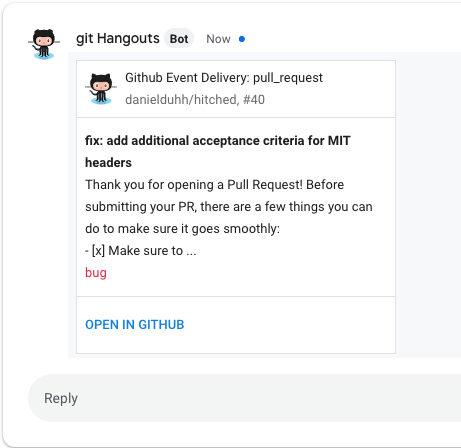 git Hangouts Bot Now
Github Event Delivery: pull_request
danielduhh/hitched, #40
fix: add additional acceptance criteria for MIT
headers
Thank you for opening a Pull Request! Before
submitting your PR, there are a few things you can
do to make sure it goes smoothly:
- [x] Make sure to ...
bug
OPEN IN GITHUB
Reply